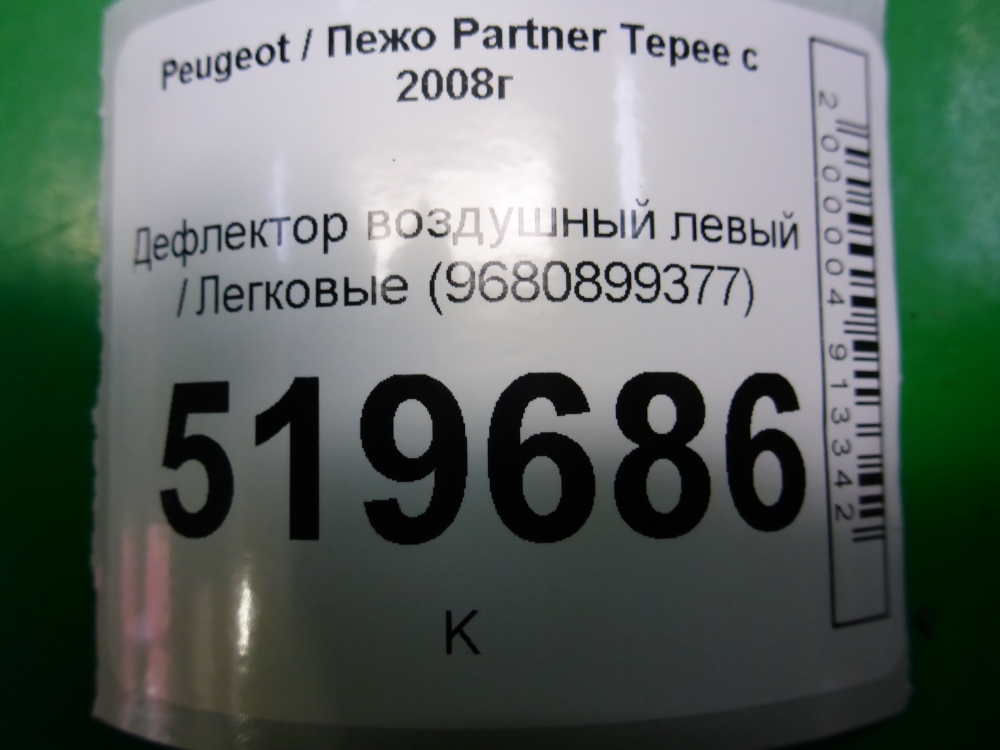 Peugeot / Пежо Partner Tepee с
2008г
Дефлектор воздушный левый
/ Легковые (9680899377)
519686
К
2000004913342